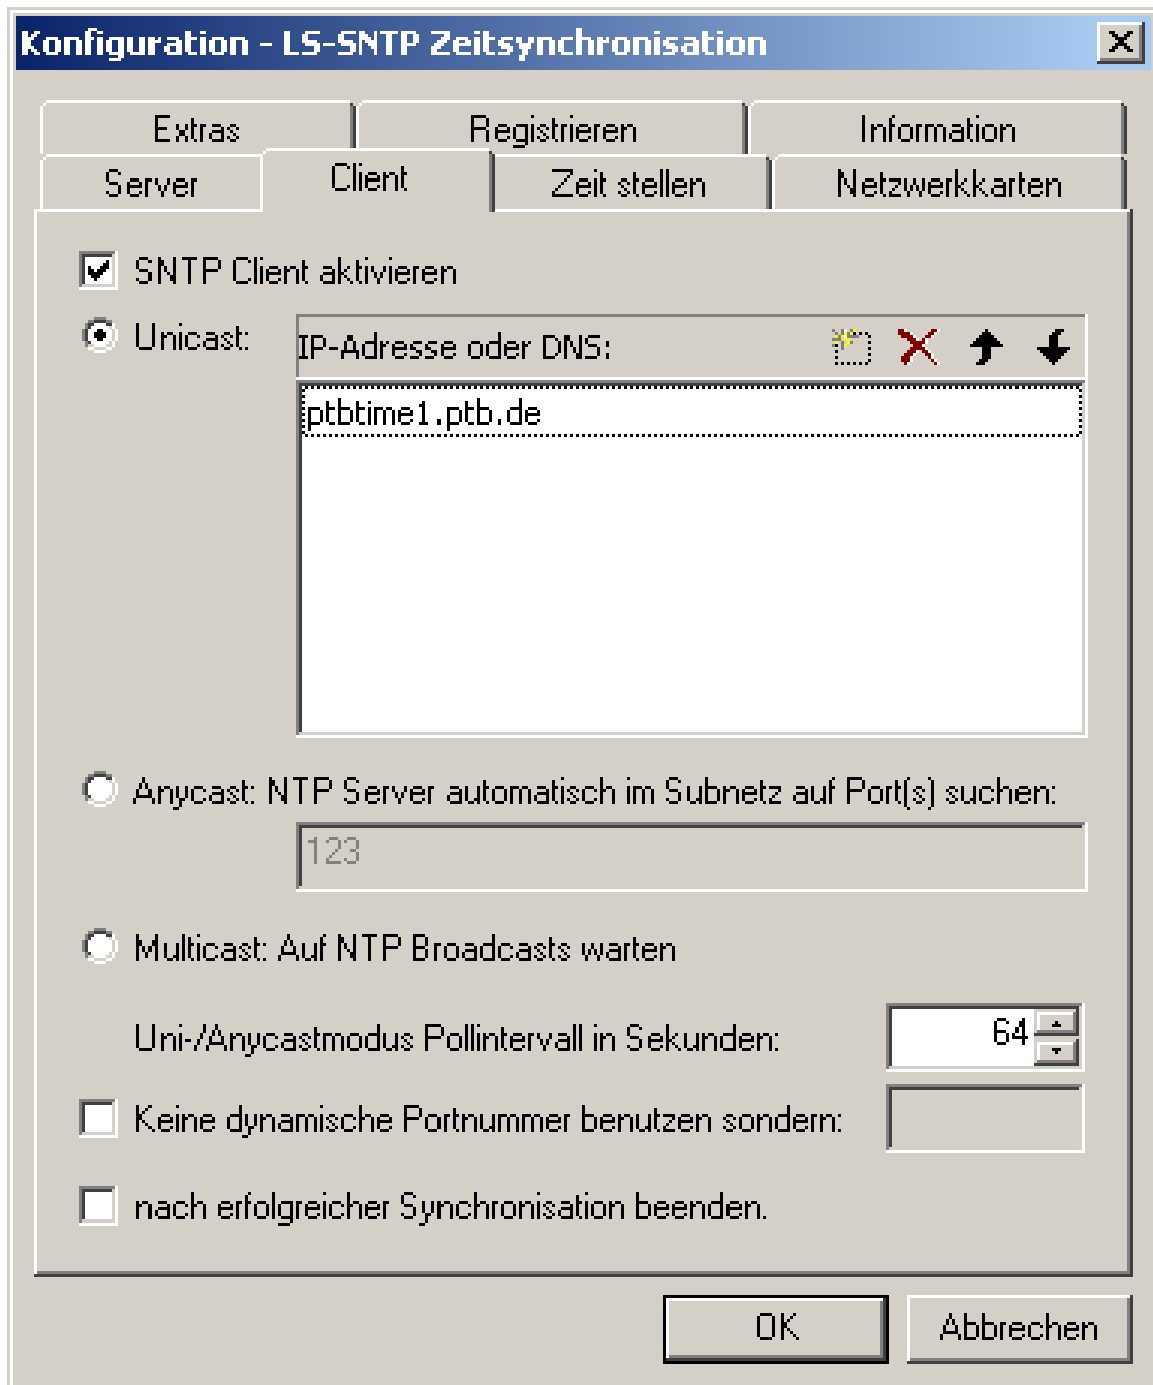 Konfiguration - LS-SNTP Zeitsynchronisation
Extras Registrieren Information
Server Client Zeit stellen Netzwerkkarten
SNTP Client aktivieren
Unicast: IP-Adresse oder DNS:
ptbtime1.ptb.de
Anycast: NTP Server automatisch im Subnetz auf Port(s) suchen:
123
Multicast: Auf NTP Broadcasts warten
Uni-/Anycastmodus Pollintervall in Sekunden: 64
Keine dynamische Portnummer benutzen sondern:
nach erfolgreicher Synchronisation beenden.
OK Abbrechen